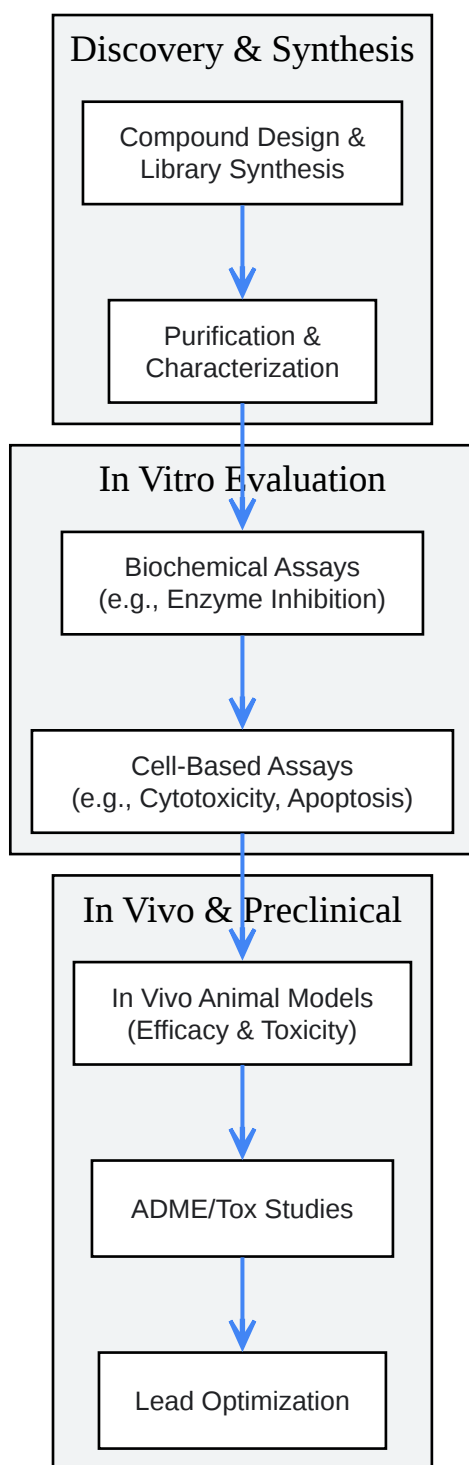 Discovery & Synthesis
Compound Design &
Library Synthesis
Purification &
Characterization
In Vitro Evaluation
Biochemical Assays
(e.g., Enzyme Inhibition)
Cell-Based Assays
(e.g., Cytotoxicity, Apoptosis)
In Vivo & Preclinical
In Vivo Animal Models
(Efficacy & Toxicity)
ADME/Tox Studies
Lead Optimization